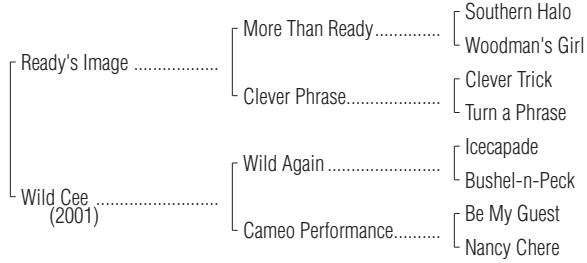 Southern Halo
More Than Ready..............
Woodman's Girl
Ready's Image ..................
Clever Trick
Clever Phrase....................
Turn a Phrase
Icecapade
Wild Again ........................
Bushel-n-Peck
Wild Cee ..........................
(2001)
Be My Guest
Cameo Performance..........
Nancy Chere